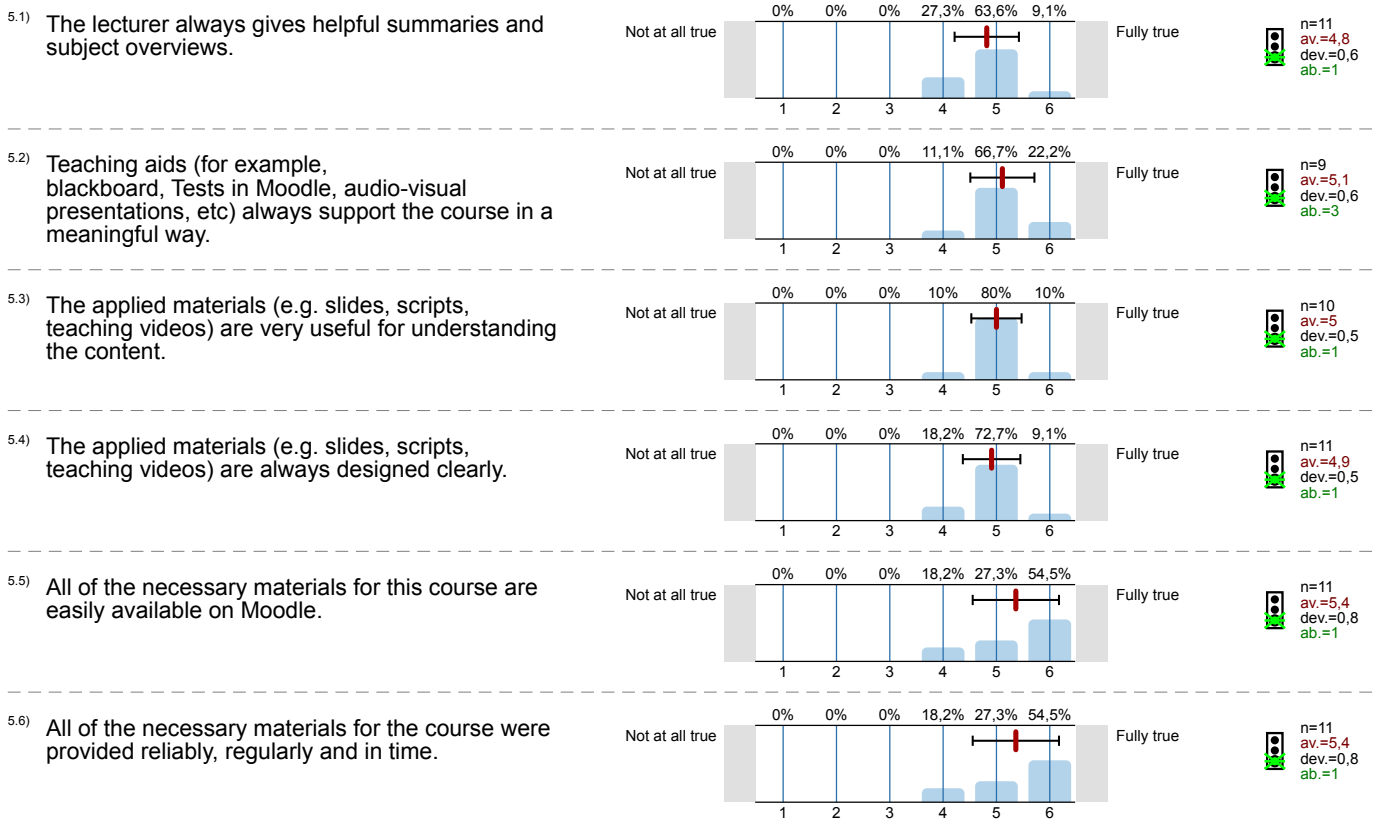 5.1) The lecturer always gives helpful summaries and
subject overviews.
Not at all true
0% 0% 0% 27,3% 63,6% 9,1%
1 2 3 4 5 6
Fully true
n=11
av.=4,8
dev.=0,6
ab.=1
5.2) Teaching aids (for example,
blackboard, Tests in Moodle, audio-visual
presentations, etc) always support the course in a
meaningful way.
Not at all true
0% 0% 0% 11,1% 66,7% 22,2%
1 2 3 4 5 6
Fully true
n=9
av.=5,1
dev.=0,6
ab.=3
5.3) The applied materials (e.g. slides, scripts,
teaching videos) are very useful for understanding
the content.
Not at all true
0% 0% 0% 10% 80% 10%
1 2 3 4 5 6
Fully true
n=10
av.=5
dev.=0,5
ab.=1
5.4) The applied materials (e.g. slides, scripts,
teaching videos) are always designed clearly.
Not at all true
0% 0% 0% 18,2% 72,7% 9,1%
1 2 3 4 5 6
Fully true
n=11
av.=4,9
dev.=0,5
ab.=1
5.5) All of the necessary materials for this course are
easily available on Moodle.
Not at all true
0% 0% 0% 18,2% 27,3% 54,5%
1 2 3 4 5 6
Fully true
n=11
av.=5,4
dev.=0,8
ab.=1
5.6) All of the necessary materials for the course were
provided reliably, regularly and in time.
Not at all true
0% 0% 0% 18,2% 27,3% 54,5%
1 2 3 4 5 6
Fully true
n=11
av.=5,4
dev.=0,8
ab.=1